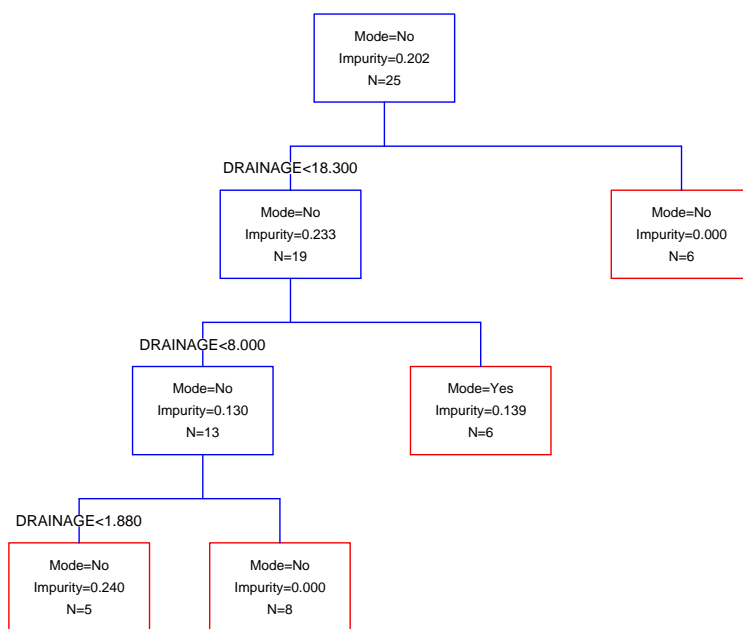 Mode=No
Impurity=0.202
N=25
DRAINAGE<18.300
Mode=No
Impurity=0.233
N=19
Mode=No
Impurity=0.000
N=6
DRAINAGE<8.000
Mode=No
Impurity=0.130
N=13
Mode=Yes
Impurity=0.139
N=6
DRAINAGE<1.880
Mode=No
Impurity=0.240
N=5
Mode=No
Impurity=0.000
N=8